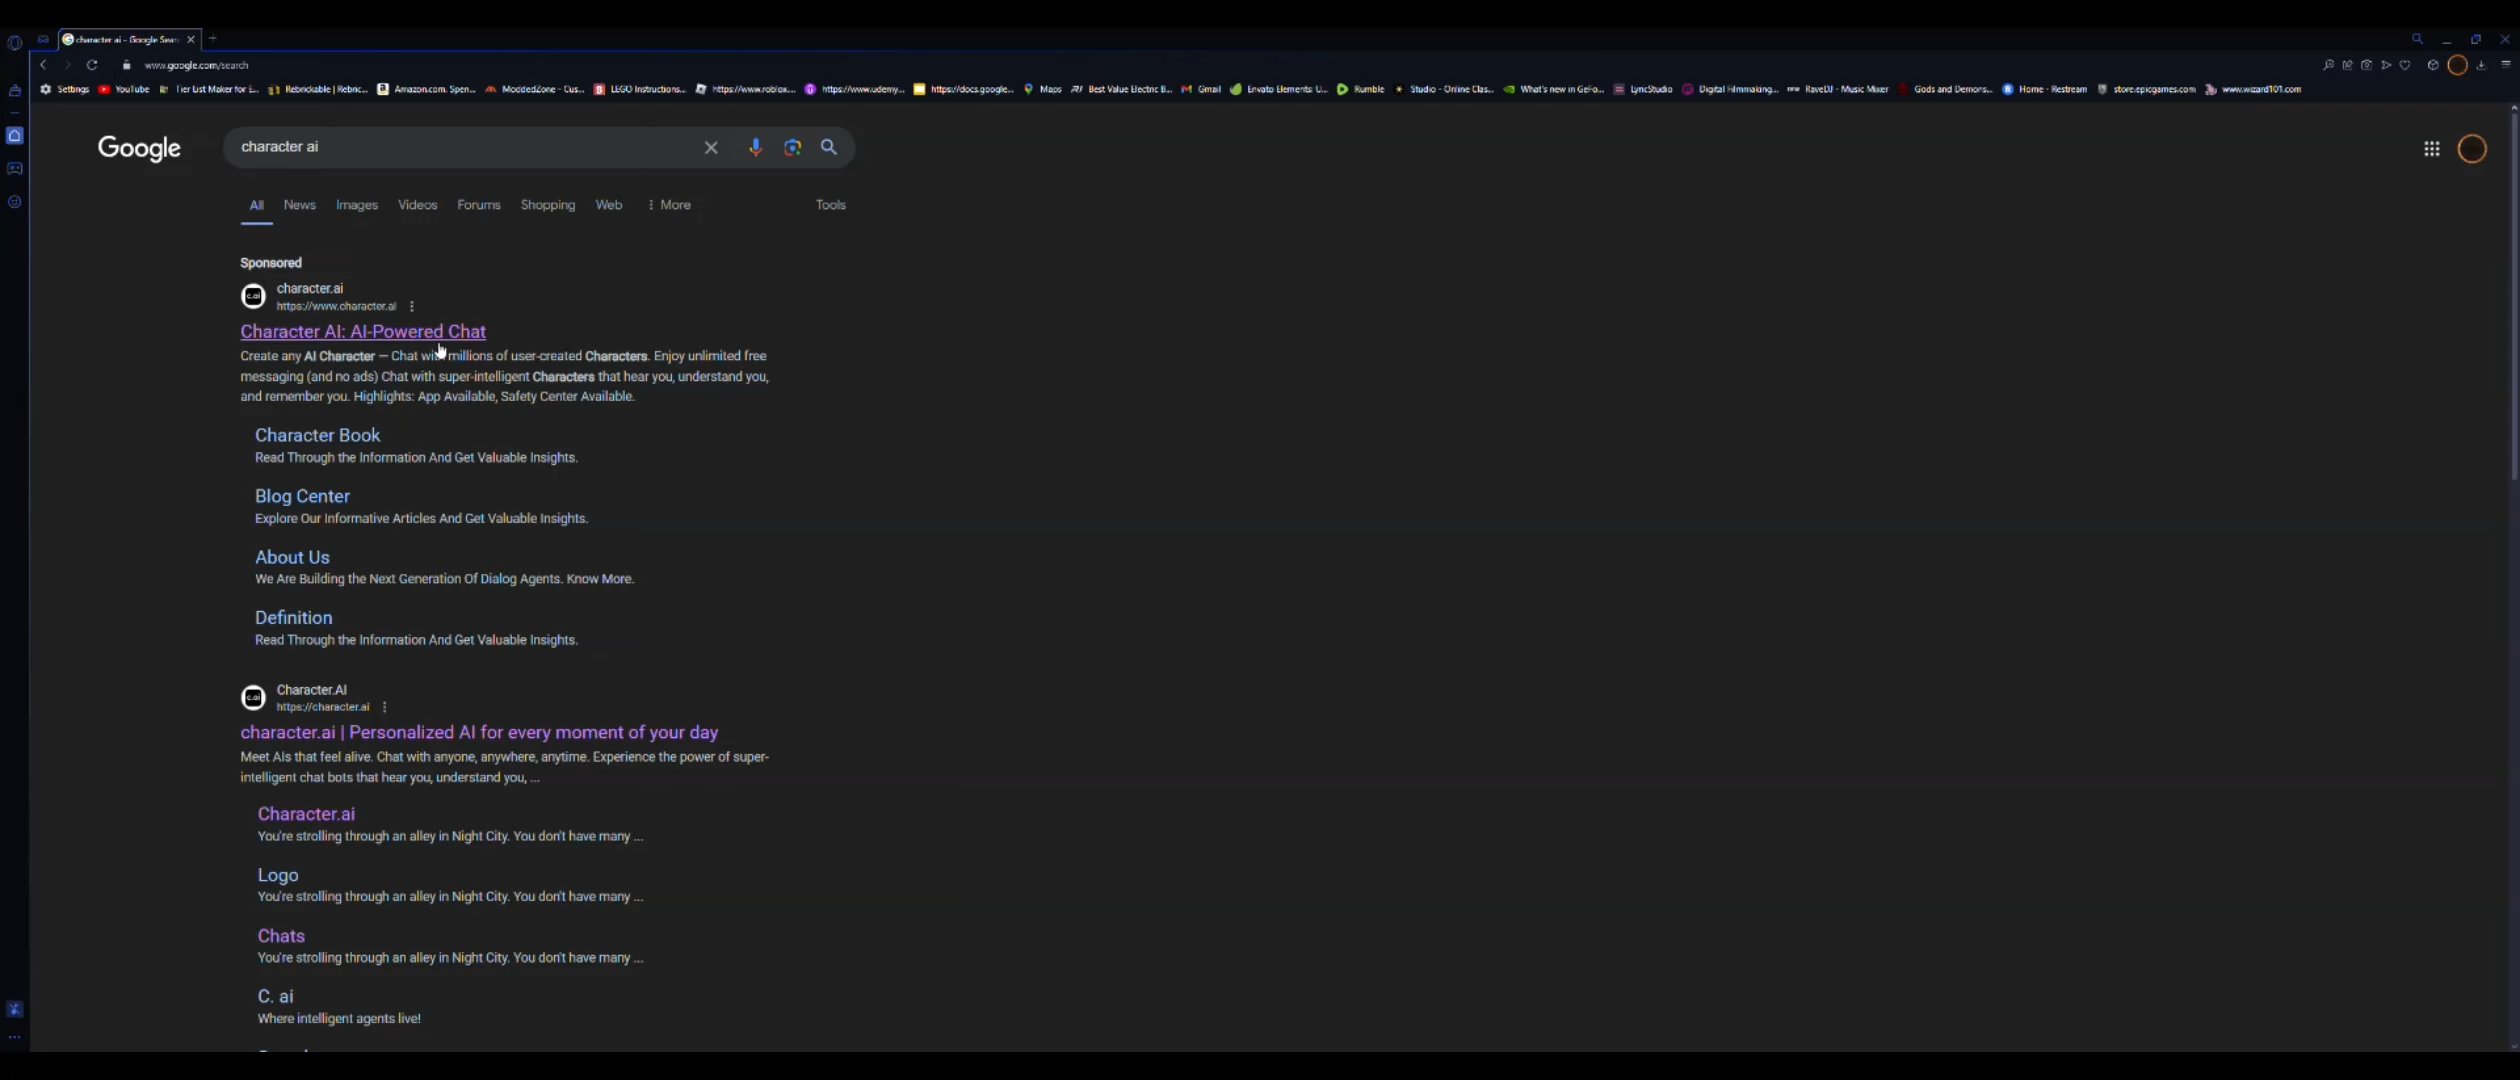 character ai - Google Sear
www.google.com/search
Settings YouTube Tier List Maker for E... Rebrickable | Rebric... Amazon.com. Spen... ModdedZone - Cus... LEGO Instructions... https://www.roblox... https://www.udemy... https://docs.google... Maps Best Value Electric B... Gmail Envato Elements: U... Rumble Studio - Online Clas... What's new in GeFo... LyricStudio Digital Filmmaking... RaveDJ - Music Mixer Gods and Demons... Home - Restream store.epicgames.com www.wizard101.com
Google
character ai
All News Images Videos Forums Shopping Web More Tools
Sponsored
c.ai
character.ai
https://www.character.ai
Character AI: AI-Powered Chat
Create any AI Character — Chat with millions of user-created Characters. Enjoy unlimited free
messaging (and no ads) Chat with super-intelligent Characters that hear you, understand you,
and remember you. Highlights: App Available, Safety Center Available.
Character Book
Read Through the Information And Get Valuable Insights.
Blog Center
Explore Our Informative Articles And Get Valuable Insights.
About Us
We Are Building the Next Generation Of Dialog Agents. Know More.
Definition
Read Through the Information And Get Valuable Insights.
c.ai
Character.AI
https://character.ai
character.ai | Personalized AI for every moment of your day
Meet AIs that feel alive. Chat with anyone, anywhere, anytime. Experience the power of super-
intelligent chat bots that hear you, understand you, ...
Character.ai
You're strolling through an alley in Night City. You don't have many ...
Logo
You're strolling through an alley in Night City. You don't have many ...
Chats
You're strolling through an alley in Night City. You don't have many ...
C. ai
Where intelligent agents live!